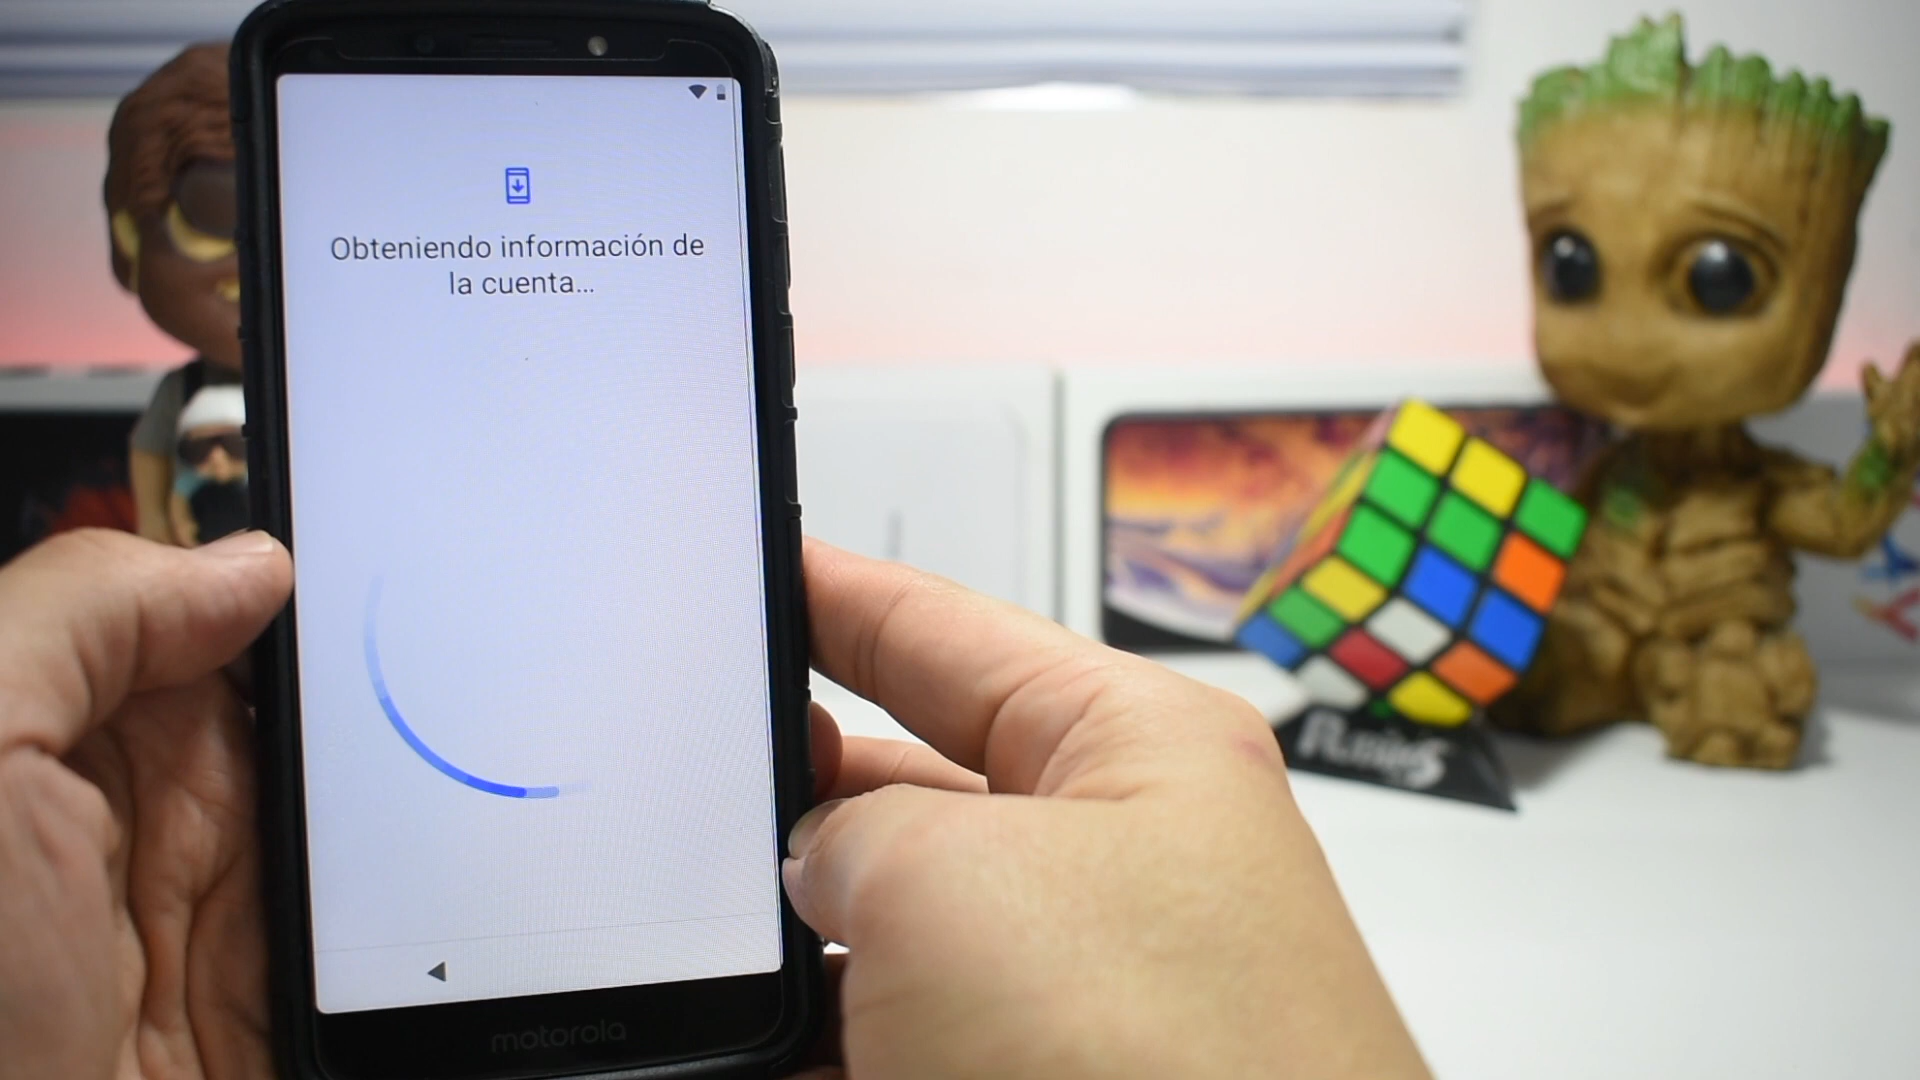 Obteniendo información de
la cuenta...
motorola